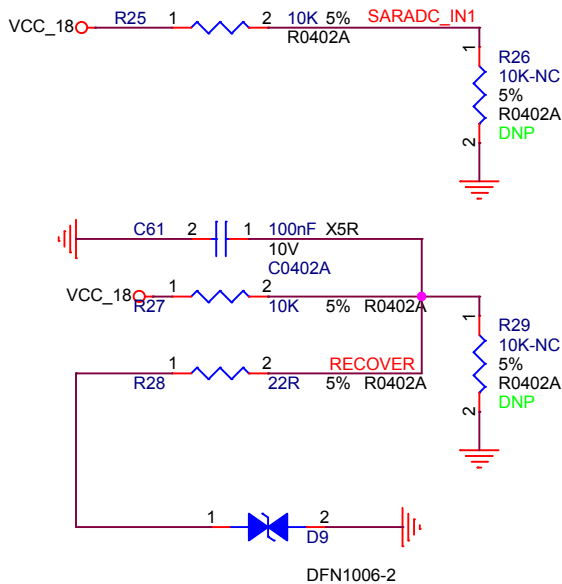 R25 1 2 10K 5% SARADC_IN1
VCC_18
R0402A
1
R26
10K-NC
5%
R0402A
2 DNP
C61 2 1 100nF X5R
10V
C0402A
VCC_18 1 2
R27 10K 5% R0402A
1
R29
10K-NC
5%
R0402A
2 DNP
1 2 RECOVER
R28 22R 5% R0402A
1 2
D9
DFN1006-2